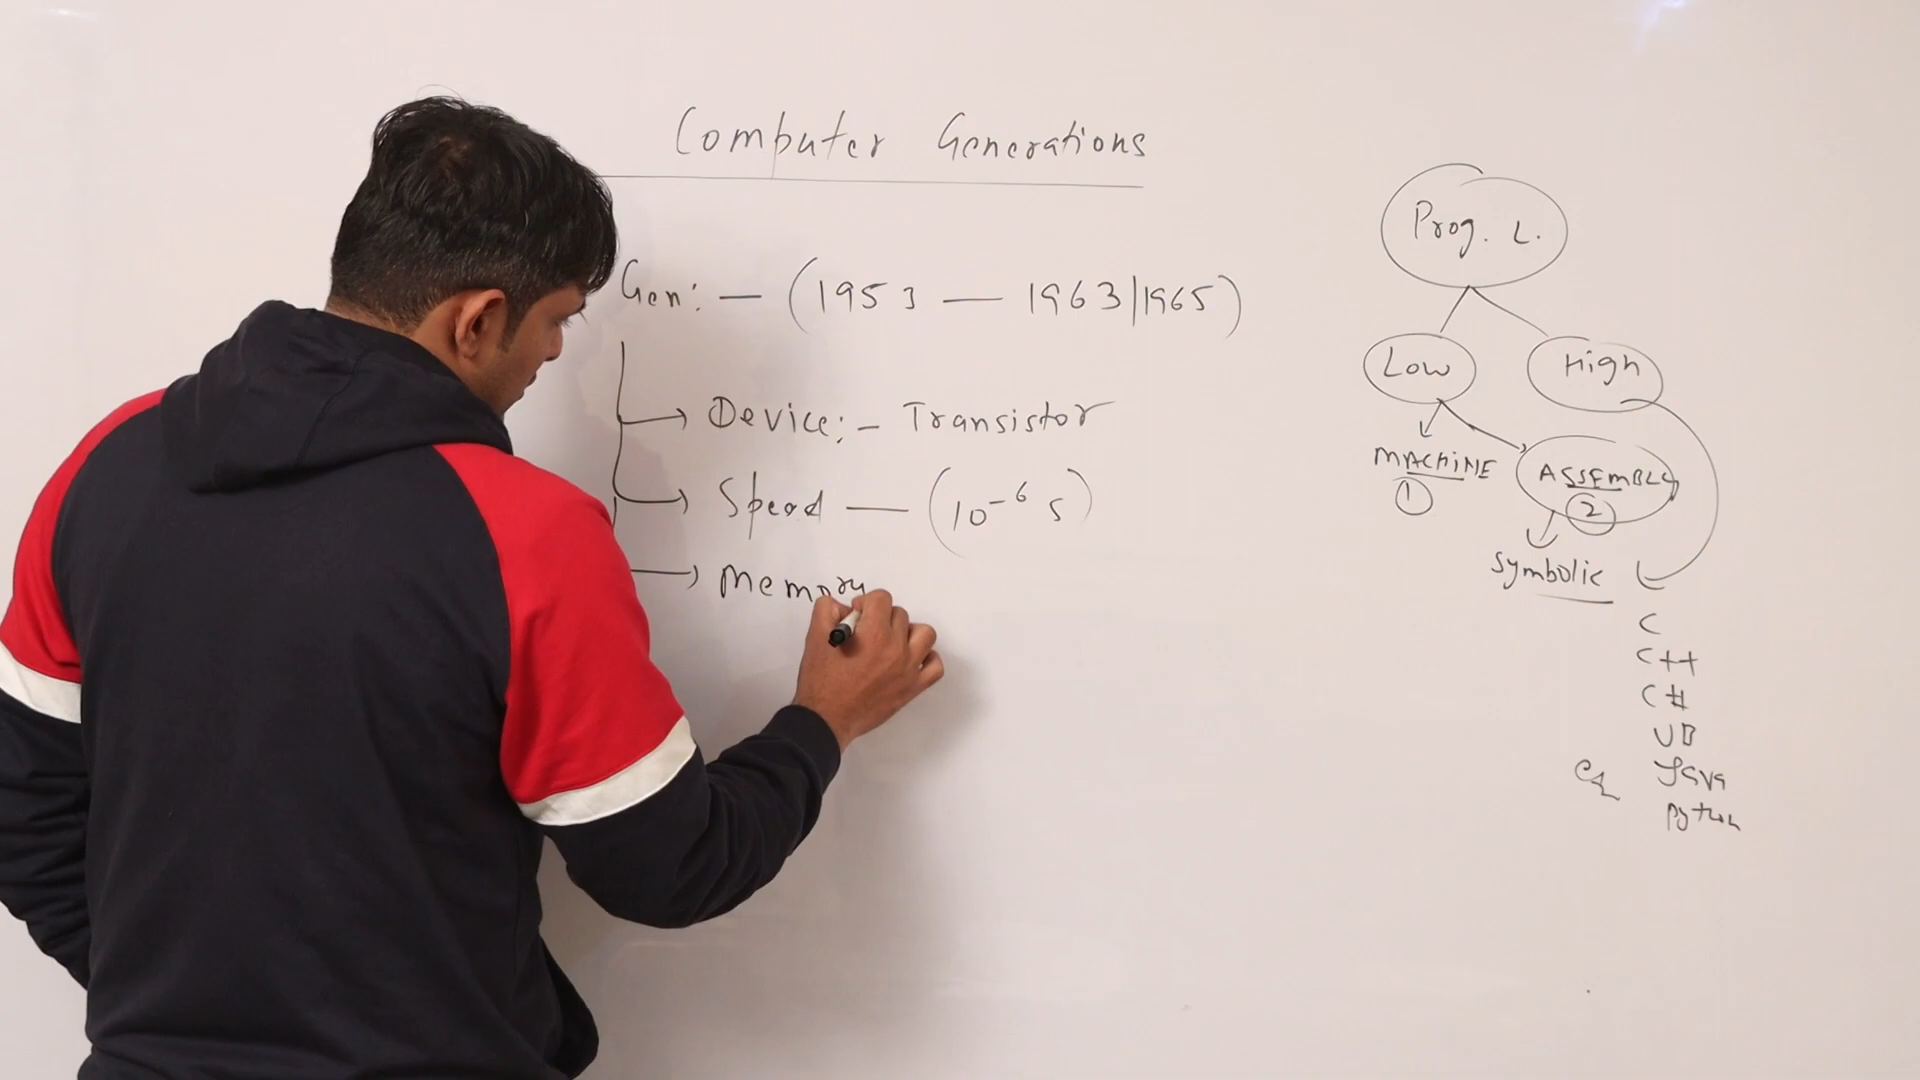 Computer Generations
Gen:- (1953 — 1963|1965)
Device:- Transistor
Speed — (10⁻⁶ s)
Memory
Prog. L.
Low
High
MACHINE
1
ASSEMBLY
2
Symbolic
C
C++
C#
VB
Java
Python